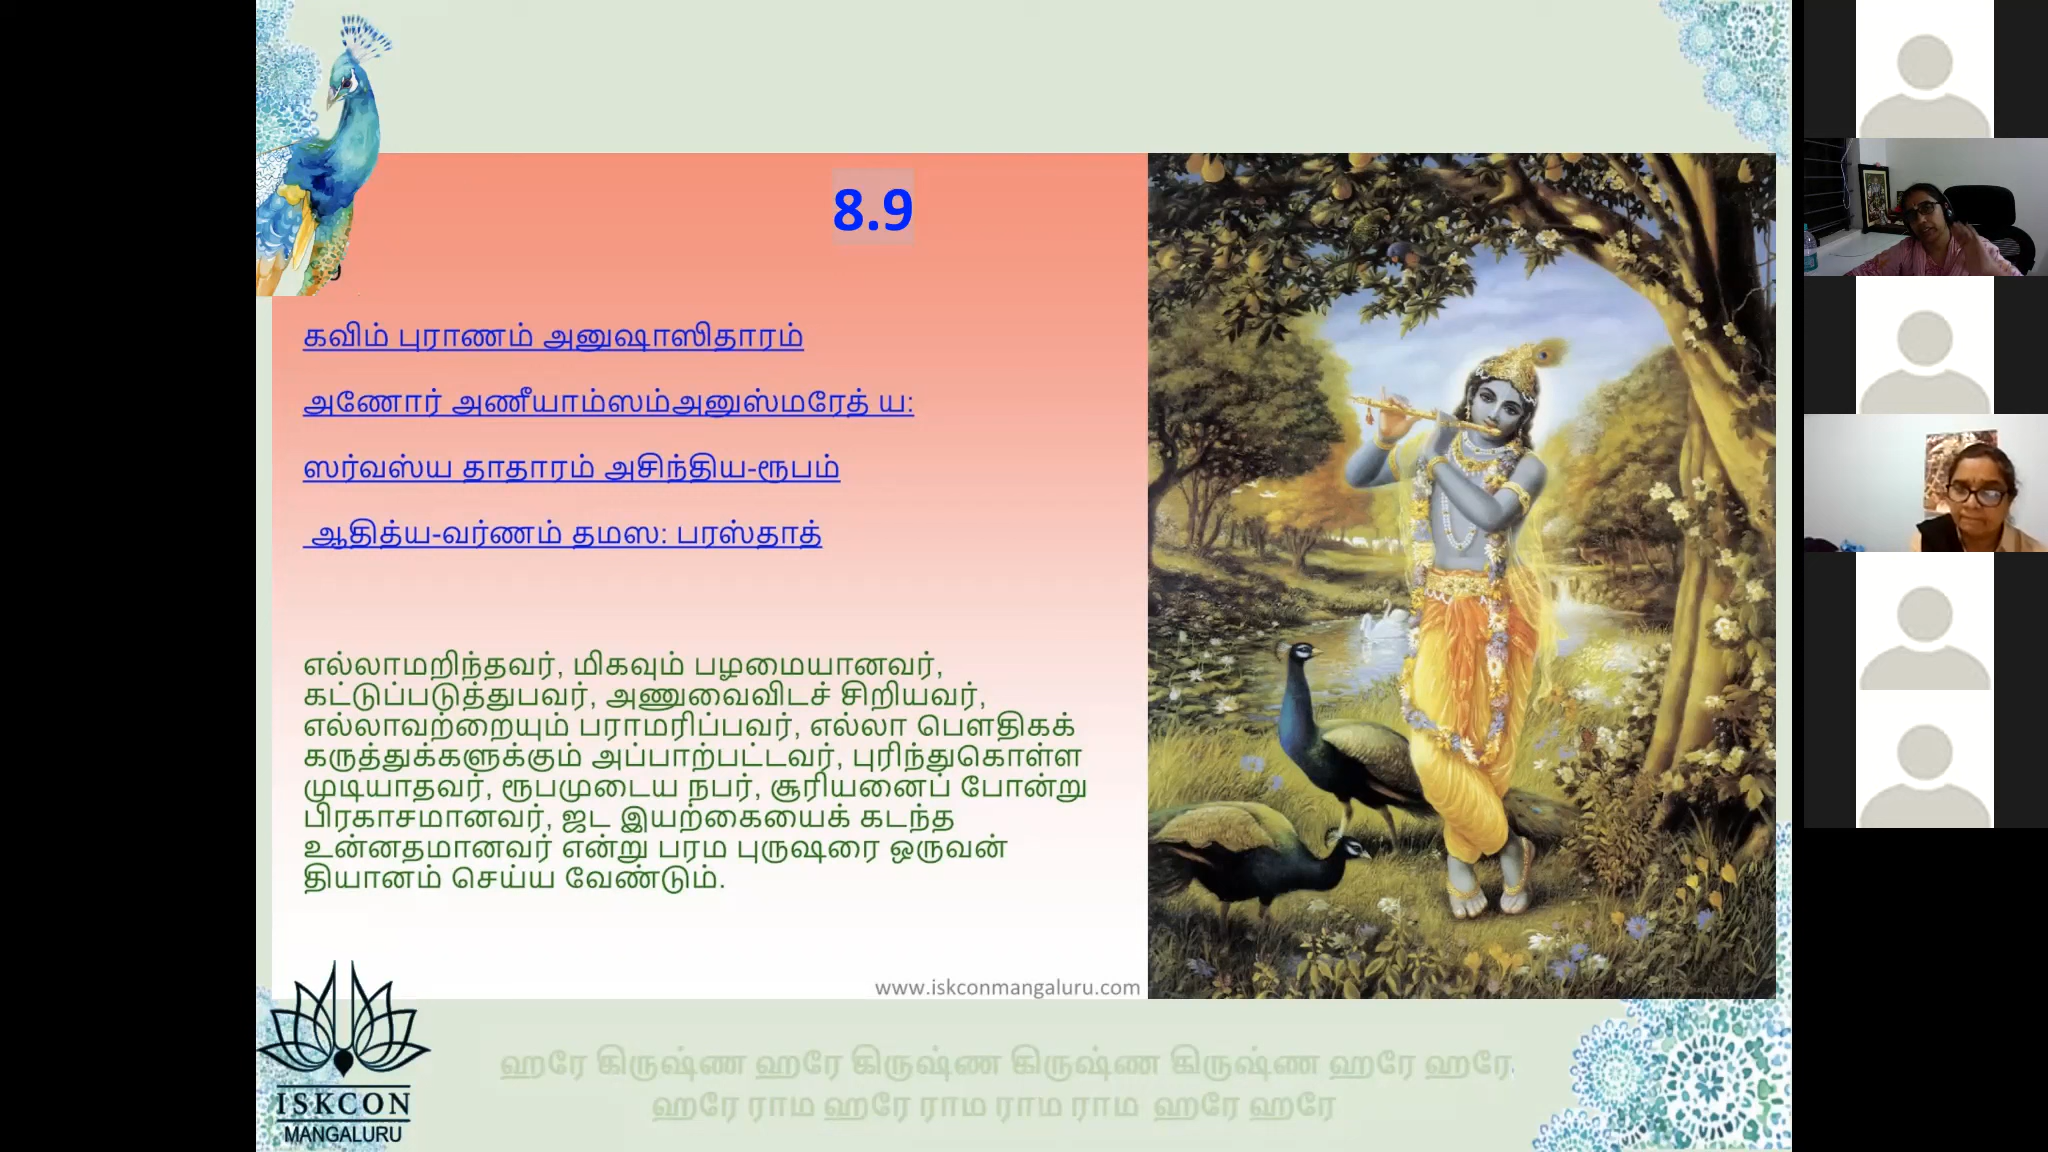 8.9
கவிம் புராணம் அனுஷாஸிதாரம்
அணோர் அணீயாம்ஸம்அனுஸ்மரேத் ய:
ஸர்வஸ்ய தாதாரம் அசிந்திய-ரூபம்
ஆதித்ய-வர்ணம் தமஸ: பரஸ்தாத்
எல்லாமறிந்தவர், மிகவும் பழமையானவர்,
கட்டுப்படுத்துபவர், அணுவைவிடச் சிறியவர்,
எல்லாவற்றையும் பராமரிப்பவர், எல்லா பௌதிகக்
கருத்துக்களுக்கும் அப்பாற்பட்டவர், புரிந்துகொள்ள
முடியாதவர், ரூபமுடைய நபர், சூரியனைப் போன்று
பிரகாசமானவர், ஜட இயற்கையைக் கடந்த
உன்னதமானவர் என்று பரம புருஷரை ஒருவன்
தியானம் செய்ய வேண்டும்.
www.iskconmangaluru.com
ISKCON
MANGALURU
ஹரே கிருஷ்ண ஹரே கிருஷ்ண கிருஷ்ண கிருஷ்ண ஹரே ஹரே
ஹரே ராம ஹரே ராம ராம ராம ஹரே ஹரே